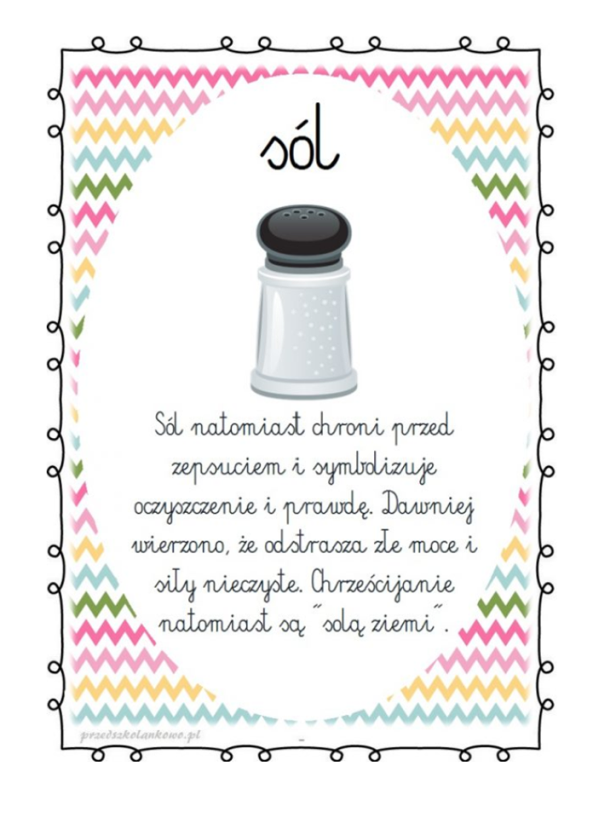 sól
Sól natomiast chroni przed
zepsuciem i symbolizuje
oczyszczenie i prawdę. Dawniej
wierzono, że odstrasza złe moce i
siły nieczyste. Chrześcijanie
natomiast są "solą ziemi".
przedszkolankowo.pl